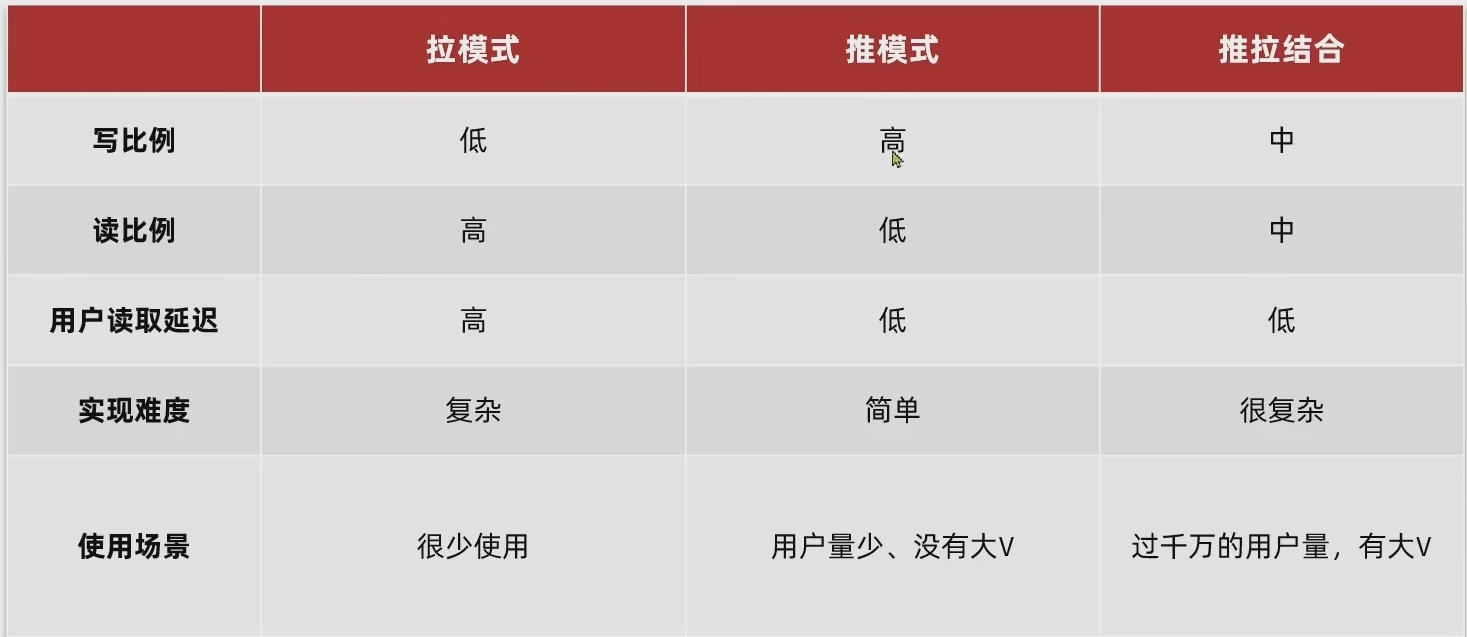 拉模式 推模式 推拉结合
写比例 低 高 中
读比例 高 低 中
用户读取延迟 高 低 低
实现难度 复杂 简单 很复杂
使用场景 很少使用 用户量少、没有大V 过千万的用户量，有大V